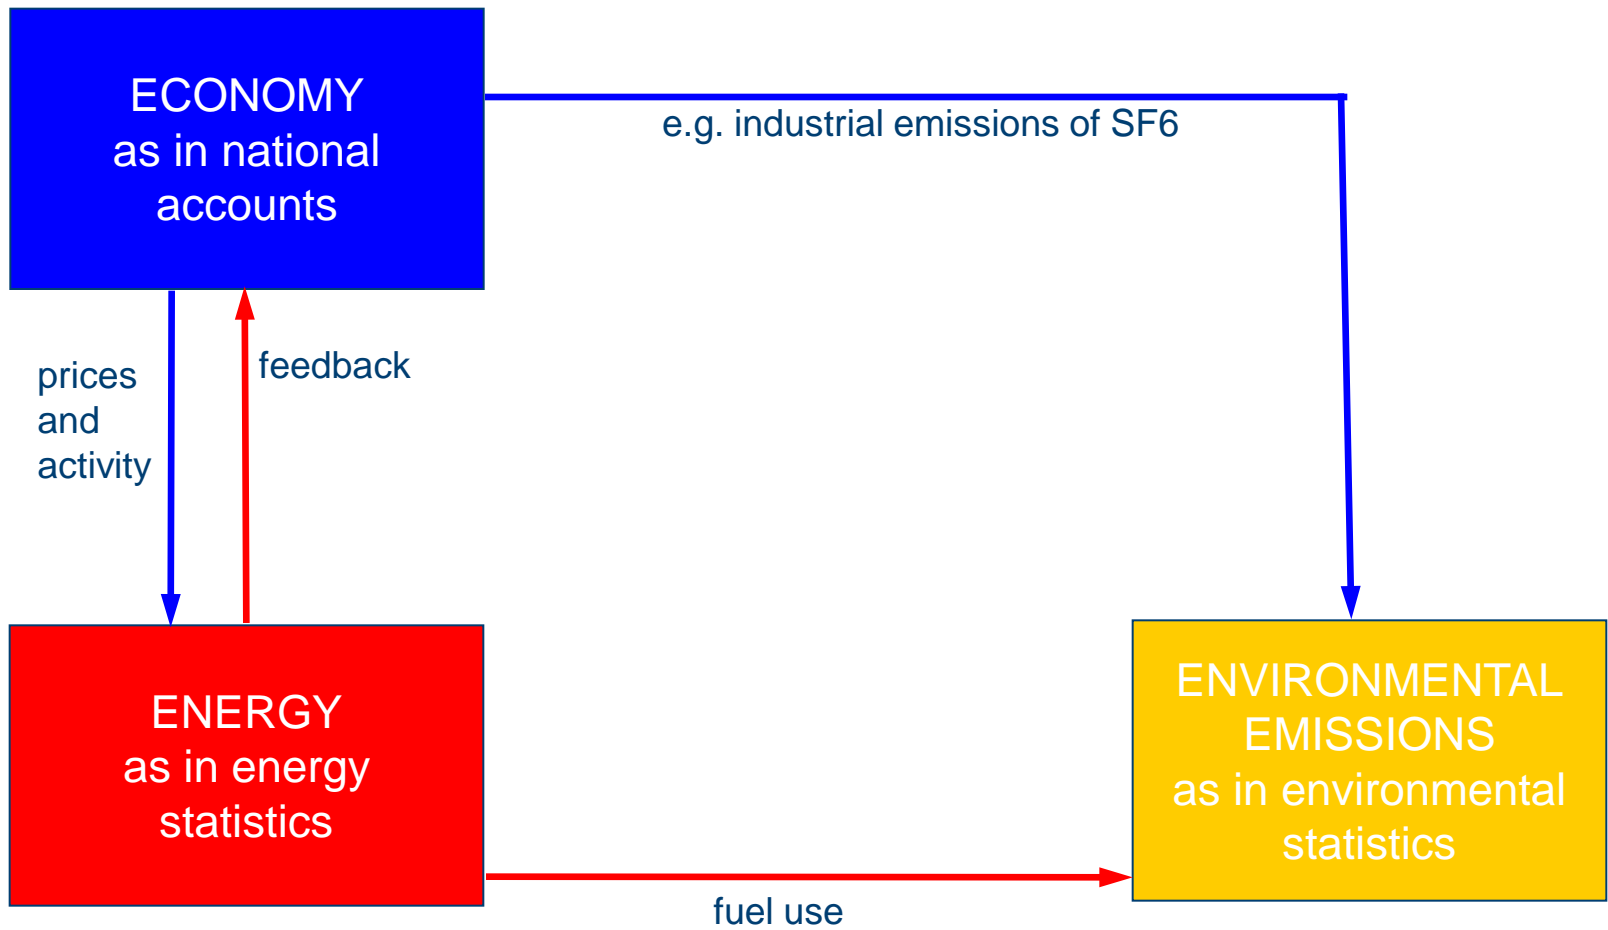 ECONOMY
as in national
accounts
e.g. industrial emissions of SF6
prices
and
activity
feedback
ENERGY
as in energy
statistics
ENVIRONMENTAL
EMISSIONS
as in environmental
statistics
fuel use